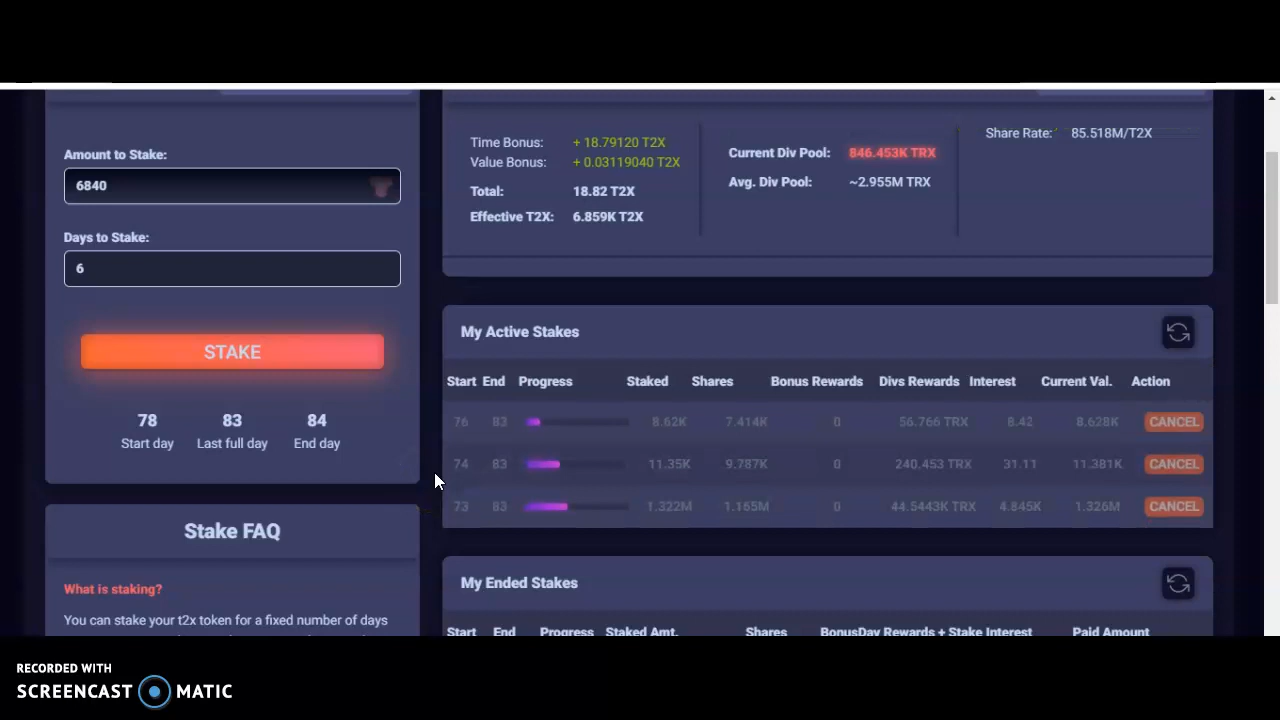 Amount to Stake:
6840
Days to Stake:
6
STAKE
78 83 84
Start day Last full day End day
Stake FAQ
What is staking?
You can stake your t2x token for a fixed number of days
Time Bonus: + 18.79120 T2X
Value Bonus: + 0.03119040 T2X
Total: 18.82 T2X
Effective T2X: 6.859K T2X
Current Div Pool: 846.453K TRX
Avg. Div Pool: ~2.955M TRX
Share Rate: 85.518M/T2X
My Active Stakes
Start End Progress Staked Shares Bonus Rewards Divs Rewards Interest Current Val. Action
76 83 8.62K 7.414K 0 56.766 TRX 8.42 8.628K CANCEL
74 83 11.35K 9.787K 0 240.453 TRX 31.11 11.381K CANCEL
73 83 1.322M 1.165M 0 44.5443K TRX 4.845K 1.326M CANCEL
My Ended Stakes
Start End Progress Staked Amt. Shares BonusDay Rewards + Stake Interest Paid Amount
RECORDED WITH
SCREENCAST MATIC